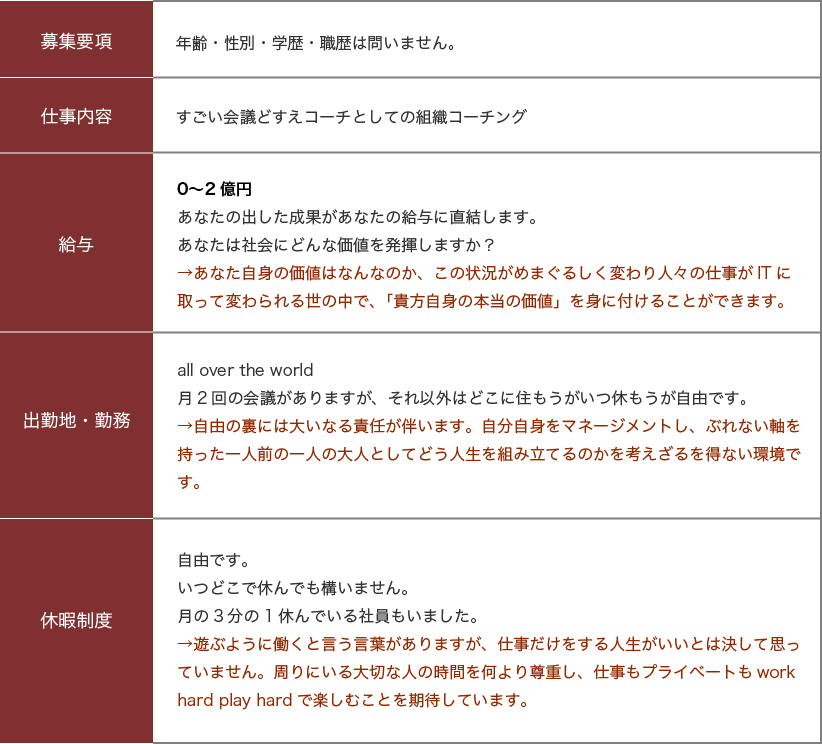 募集要項
年齢・性別・学歴・職歴は問いません。
仕事内容
すごい会議どすえコーチとしての組織コーチング
給与
0〜2億円
あなたの出した成果があなたの給与に直結します。
あなたは社会にどんな価値を発揮しますか？
→あなた自身の価値はなんなのか、この状況がめまぐるしく変わり人々の仕事がITに
取って変わられる世の中で、「貴方自身の本当の価値」を身に付けることができます。
出勤地・勤務
all over the world
月2回の会議がありますが、それ以外はどこに住もうがいつ休もうが自由です。
→自由の裏には大いなる責任が伴います。自分自身をマネージメントし、ぶれない軸を
持った一人前の一人の大人としてどう人生を組み立てるのかを考えざるを得ない環境で
す。
休暇制度
自由です。
いつどこで休んでも構いません。
月の3分の1休んでいる社員もいました。
→遊ぶように働くと言う言葉がありますが、仕事だけをする人生がいいとは決して思っ
ていません。周りにいる大切な人の時間を何より尊重し、仕事もプライベートもwork
hard play hardで楽しむことを期待しています。